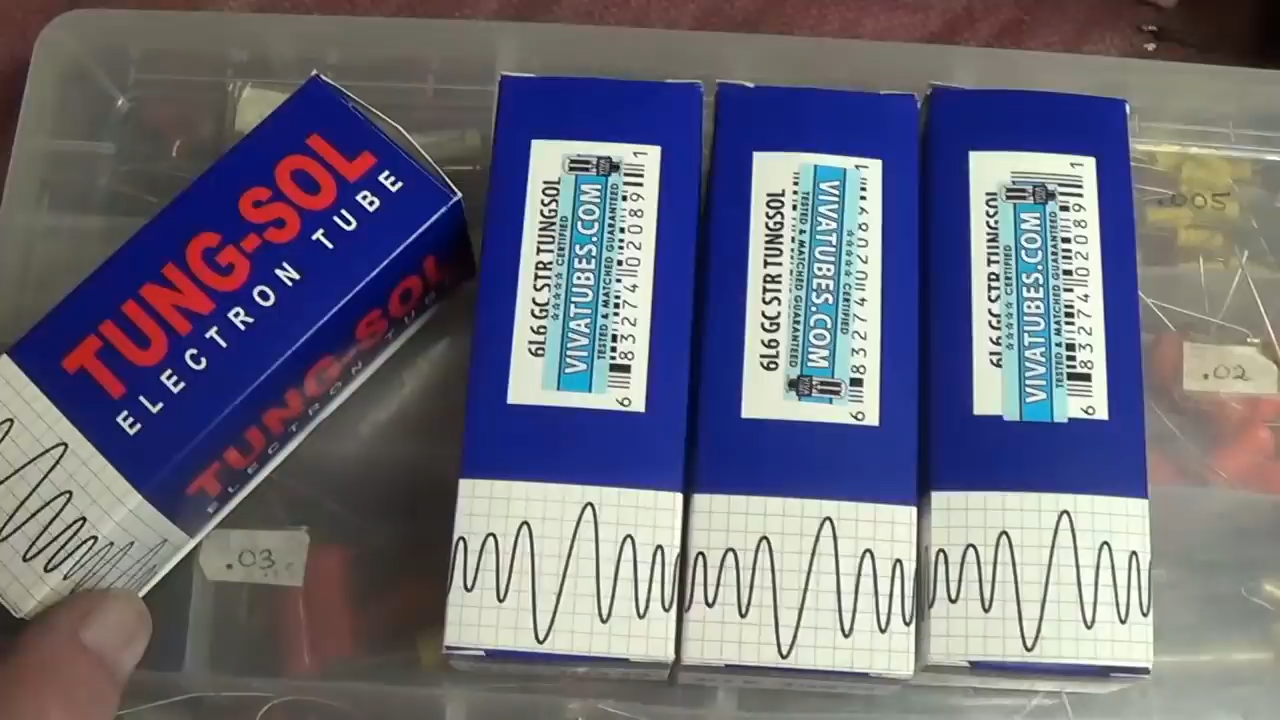 TUNG-SOL
ELECTRON TUBE
TUNG-SOL
ELECTRON TUBE
6L6 GC STR TUNGSOL
☆☆☆☆☆ CERTIFIED
VIVATUBES.COM
TESTED & MATCHED GUARANTEED
6 83274 02089 1
6L6 GC STR TUNGSOL
TESTED & MATCHED GUARANTEED
VIVATUBES.COM
☆☆☆☆☆ CERTIFIED
6 83274 02089 1
6L6 GC STR TUNGSOL
☆☆☆☆☆ CERTIFIED
VIVATUBES.COM
TESTED & MATCHED GUARANTEED
6 83274 02089 1
.005
.02
.03